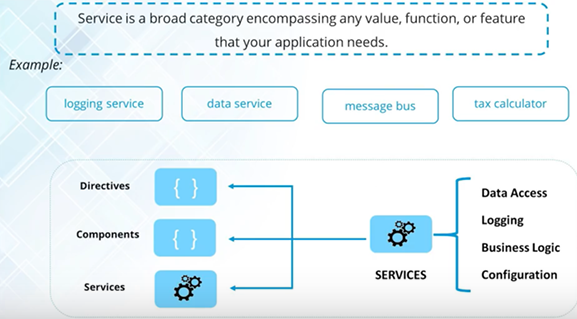 Service is a broad category encompassing any value, function, or feature
that your application needs.
Example:
logging service
data service
message bus
tax calculator
Directives
{ }
Components
{ }
Services
SERVICES
Data Access
Logging
Business Logic
Configuration